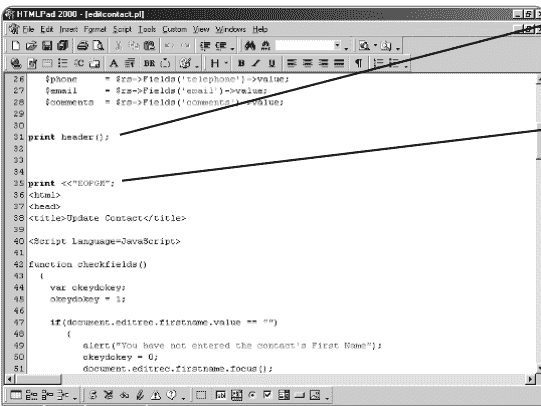 HTMLPad 2000 - [editcontact.pl]
File Edit Insert Format Script Tools Custom View Windows Help
A BR H B I U ¶
26 $phone = $rs->Fields('telephone')->value;
27 $email = $rs->Fields('email')->value;
28 $comments = $rs->Fields('comments')->value;
29
30
31 print header();
32
33
34
35 print <<"EOPGE";
36 <html>
37 <head>
38 <title>Update Contact</title>
39
40 <Script Language=JavaScript>
41
42 function checkfields()
43 {
44 var okeydokey;
45 okeydokey = 1;
46
47 if(document.editrec.firstname.value == "")
48 {
49 alert("You have not entered the contact's First Name");
50 okeydokey = 0;
51 document.editrec.firstname.focus();